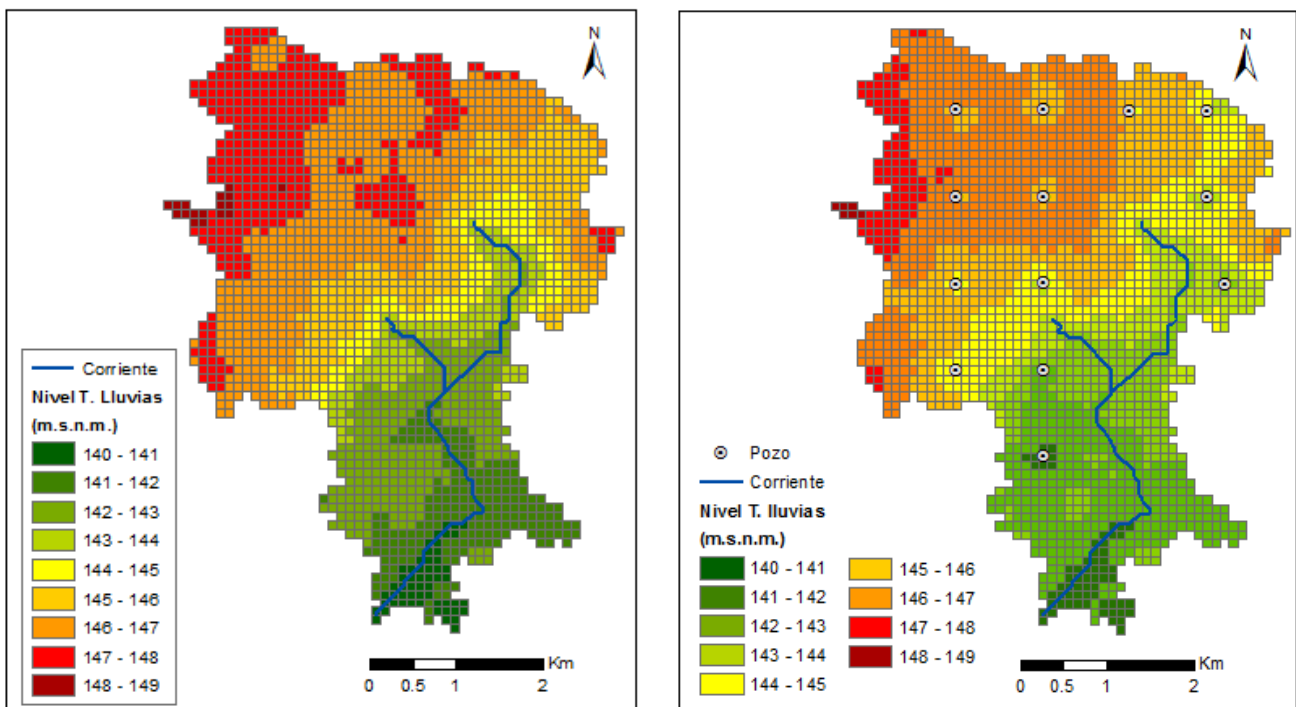 N
Corriente
Nivel T. Lluvias
(m.s.n.m.)
140 - 141
141 - 142
142 - 143
143 - 144
144 - 145
145 - 146
146 - 147
147 - 148
148 - 149
Km
0 0.5 1 2
N
Pozo
Corriente
Nivel T. lluvias
(m.s.n.m.)
140 - 141
141 - 142
142 - 143
143 - 144
144 - 145
145 - 146
146 - 147
147 - 148
148 - 149
Km
0 0.5 1 2